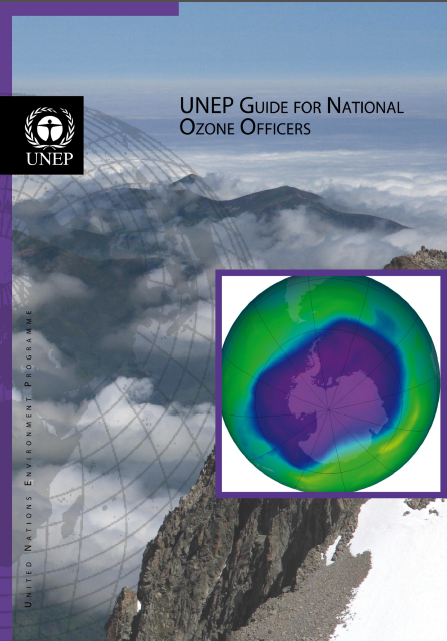 UNEP Guide for National
Ozone Officers
UNEP
United Nations Environment Programme